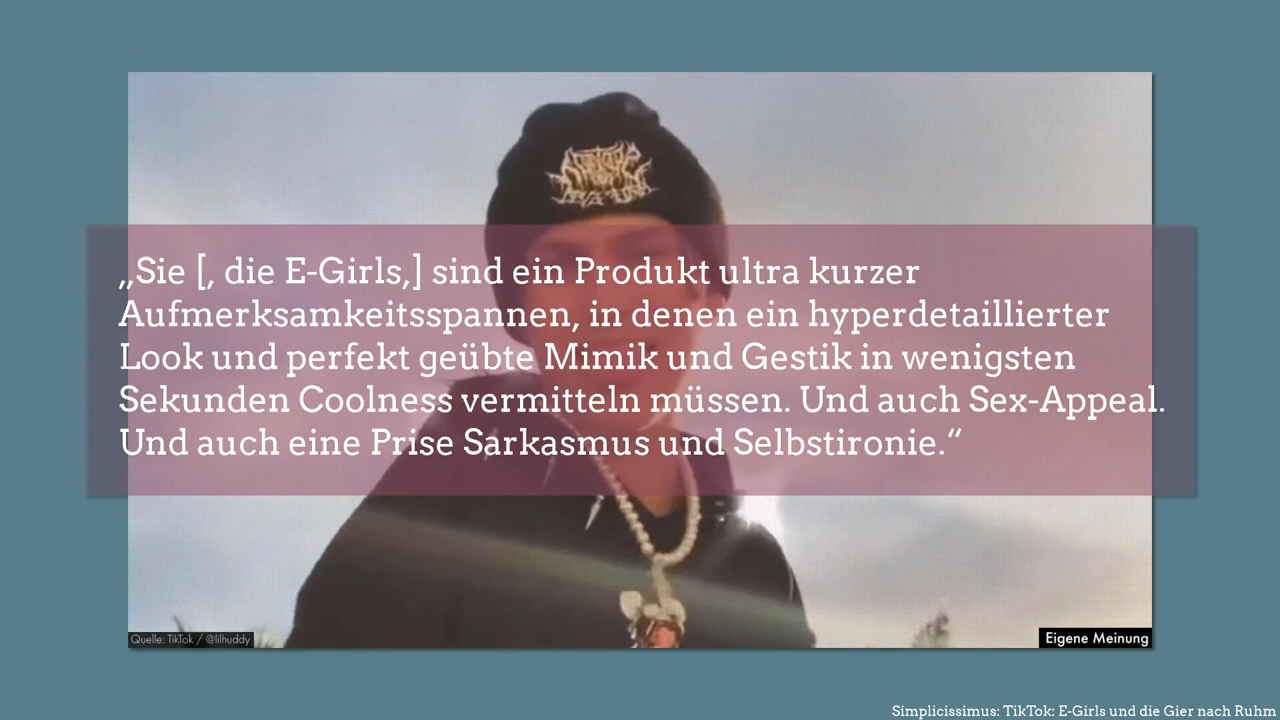 „Sie [, die E-Girls,] sind ein Produkt ultra kurzer
Aufmerksamkeitsspannen, in denen ein hyperdetaillierter
Look und perfekt geübte Mimik und Gestik in wenigsten
Sekunden Coolness vermitteln müssen. Und auch Sex-Appeal.
Und auch eine Prise Sarkasmus und Selbstironie.“
Quelle: TikTok / @lilhuddy
Eigene Meinung
Simplicissimus: TikTok: E-Girls und die Gier nach Ruhm